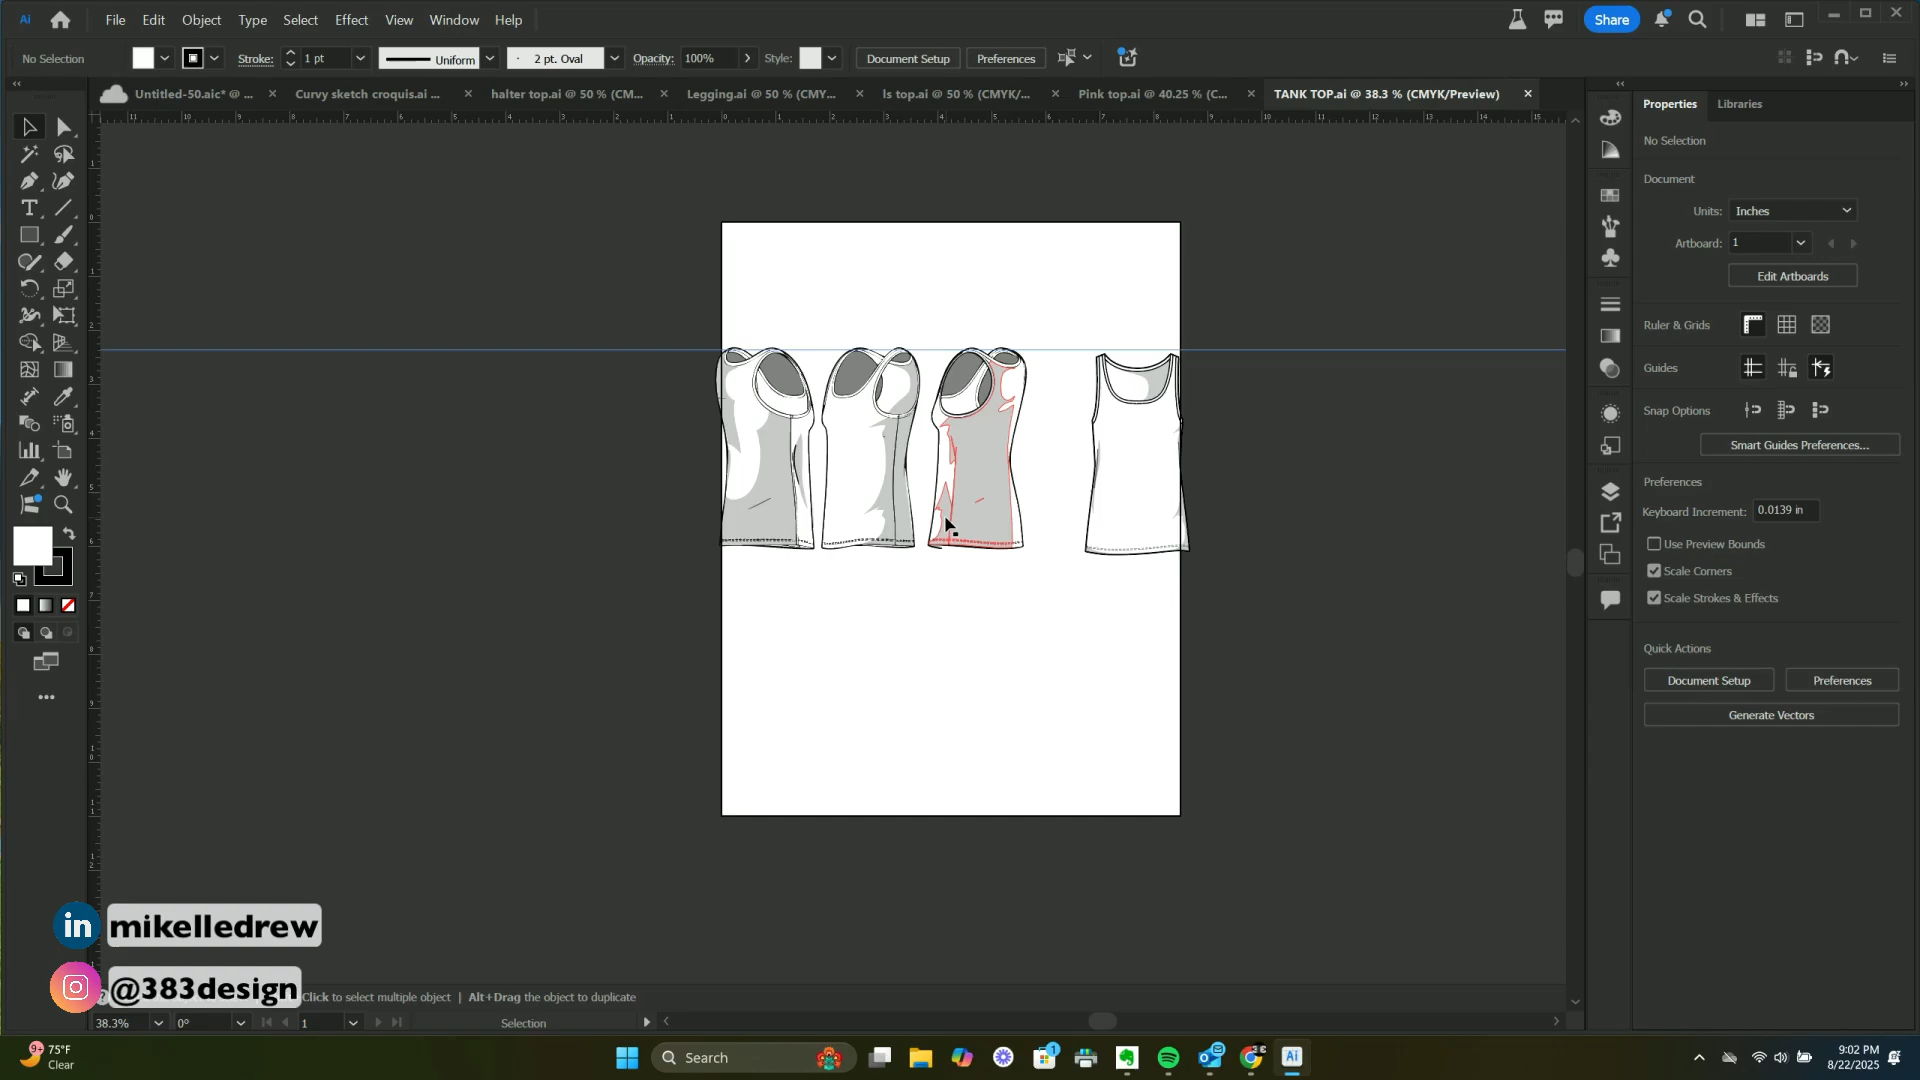 Ai
File Edit Object Type Select Effect View Window Help
Share
No Selection
Stroke: 1 pt
Uniform
2 pt. Oval
Opacity: 100%
Style:
Document Setup
Preferences
Untitled-50.aic* @ ... ×
Curvy sketch croquis.ai ... ×
halter top.ai @ 50 % (CM... ×
Legging.ai @ 50 % (CMY... ×
ls top.ai @ 50 % (CMYK/... ×
Pink top.ai @ 40.25 % (C... ×
TANK TOP.ai @ 38.3 % (CMYK/Preview) ×
Properties Libraries
No Selection
Document
Units: Inches
Artboard: 1
Edit Artboards
Ruler & Grids
Guides
Snap Options
Smart Guides Preferences...
Preferences
Keyboard Increment: 0.0139 in
Use Preview Bounds
Scale Corners
Scale Strokes & Effects
Quick Actions
Document Setup Preferences
Generate Vectors
in mikelledrew
@383design
Click to select multiple object | Alt+Drag the object to duplicate
38.3% 0° 1 Selection
75°F
Clear
Search
Ai
9:02 PM
8/22/2025